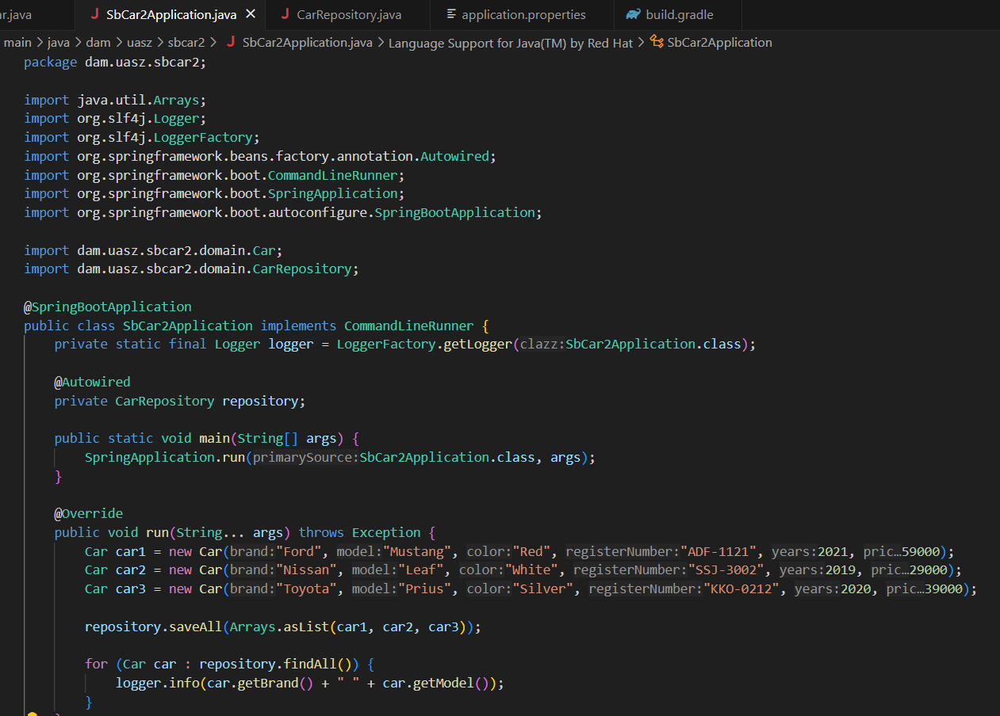 ar.java SbCar2Application.java CarRepository.java application.properties build.gradle
main > java > dam > uasz > sbcar2 > SbCar2Application.java > Language Support for Java(TM) by Red Hat > SbCar2Application
package dam.uasz.sbcar2;
import java.util.Arrays;
import org.slf4j.Logger;
import org.slf4j.LoggerFactory;
import org.springframework.beans.factory.annotation.Autowired;
import org.springframework.boot.CommandLineRunner;
import org.springframework.boot.SpringApplication;
import org.springframework.boot.autoconfigure.SpringBootApplication;
import dam.uasz.sbcar2.domain.Car;
import dam.uasz.sbcar2.domain.CarRepository;
@SpringBootApplication
public class SbCar2Application implements CommandLineRunner {
private static final Logger logger = LoggerFactory.getLogger(clazz:SbCar2Application.class);
@Autowired
private CarRepository repository;
public static void main(String[] args) {
SpringApplication.run(primarySource:SbCar2Application.class, args);
}
@Override
public void run(String... args) throws Exception {
Car car1 = new Car(brand:"Ford", model:"Mustang", color:"Red", registerNumber:"ADF-1121", years:2021, pric…59000);
Car car2 = new Car(brand:"Nissan", model:"Leaf", color:"White", registerNumber:"SSJ-3002", years:2019, pric…29000);
Car car3 = new Car(brand:"Toyota", model:"Prius", color:"Silver", registerNumber:"KKO-0212", years:2020, pric…39000);
repository.saveAll(Arrays.asList(car1, car2, car3));
for (Car car : repository.findAll()) {
logger.info(car.getBrand() + " " + car.getModel());
}